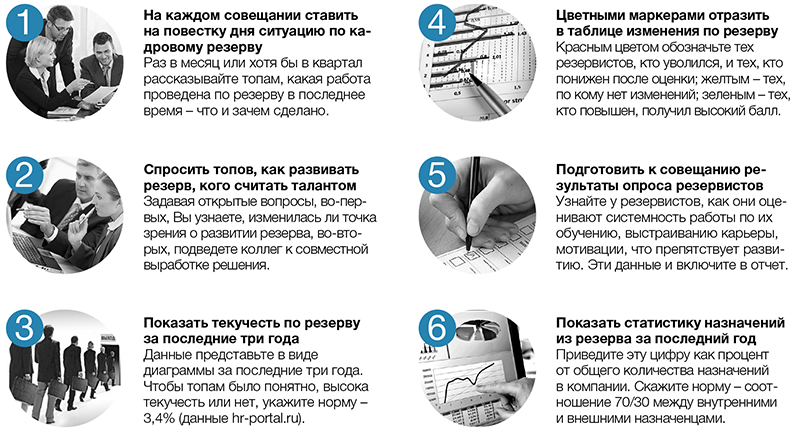 1
На каждом совещании ставить
на повестку дня ситуацию по ка-
дровому резерву
Раз в месяц или хотя бы в квартал
рассказывайте топам, какая работа
проведена по резерву в последнее
время – что и зачем сделано.
2
Спросить топов, как развивать
резерв, кого считать талантом
Задавая открытые вопросы, во-пер-
вых, Вы узнаете, изменилась ли точка
зрения о развитии резерва, во-вто-
рых, подведете коллег к совместной
выработке решения.
3
Показать текучесть по резерву
за последние три года
Данные представьте в виде
диаграммы за последние три года.
Чтобы топам было понятно, высока
текучесть или нет, укажите норму –
3,4% (данные hr-portal.ru).
4
Цветными маркерами отразить
в таблице изменения по резерву
Красным цветом обозначьте тех
резервистов, кто уволился, и тех, кто
понижен после оценки; желтым – тех,
по кому нет изменений; зеленым – тех,
кто повышен, получил высокий балл.
5
Подготовить к совещанию ре-
зультаты опроса резервистов
Узнайте у резервистов, как они оце-
нивают системность работы по их
обучению, выстраиванию карьеры,
мотивации, что препятствует разви-
тию. Эти данные и включите в отчет.
6
Показать статистику назначений
из резерва за последний год
Приведите эту цифру как процент
от общего количества назначений
в компании. Скажите норму – соот-
ношение 70/30 между внутренними
и внешними назначенцами.